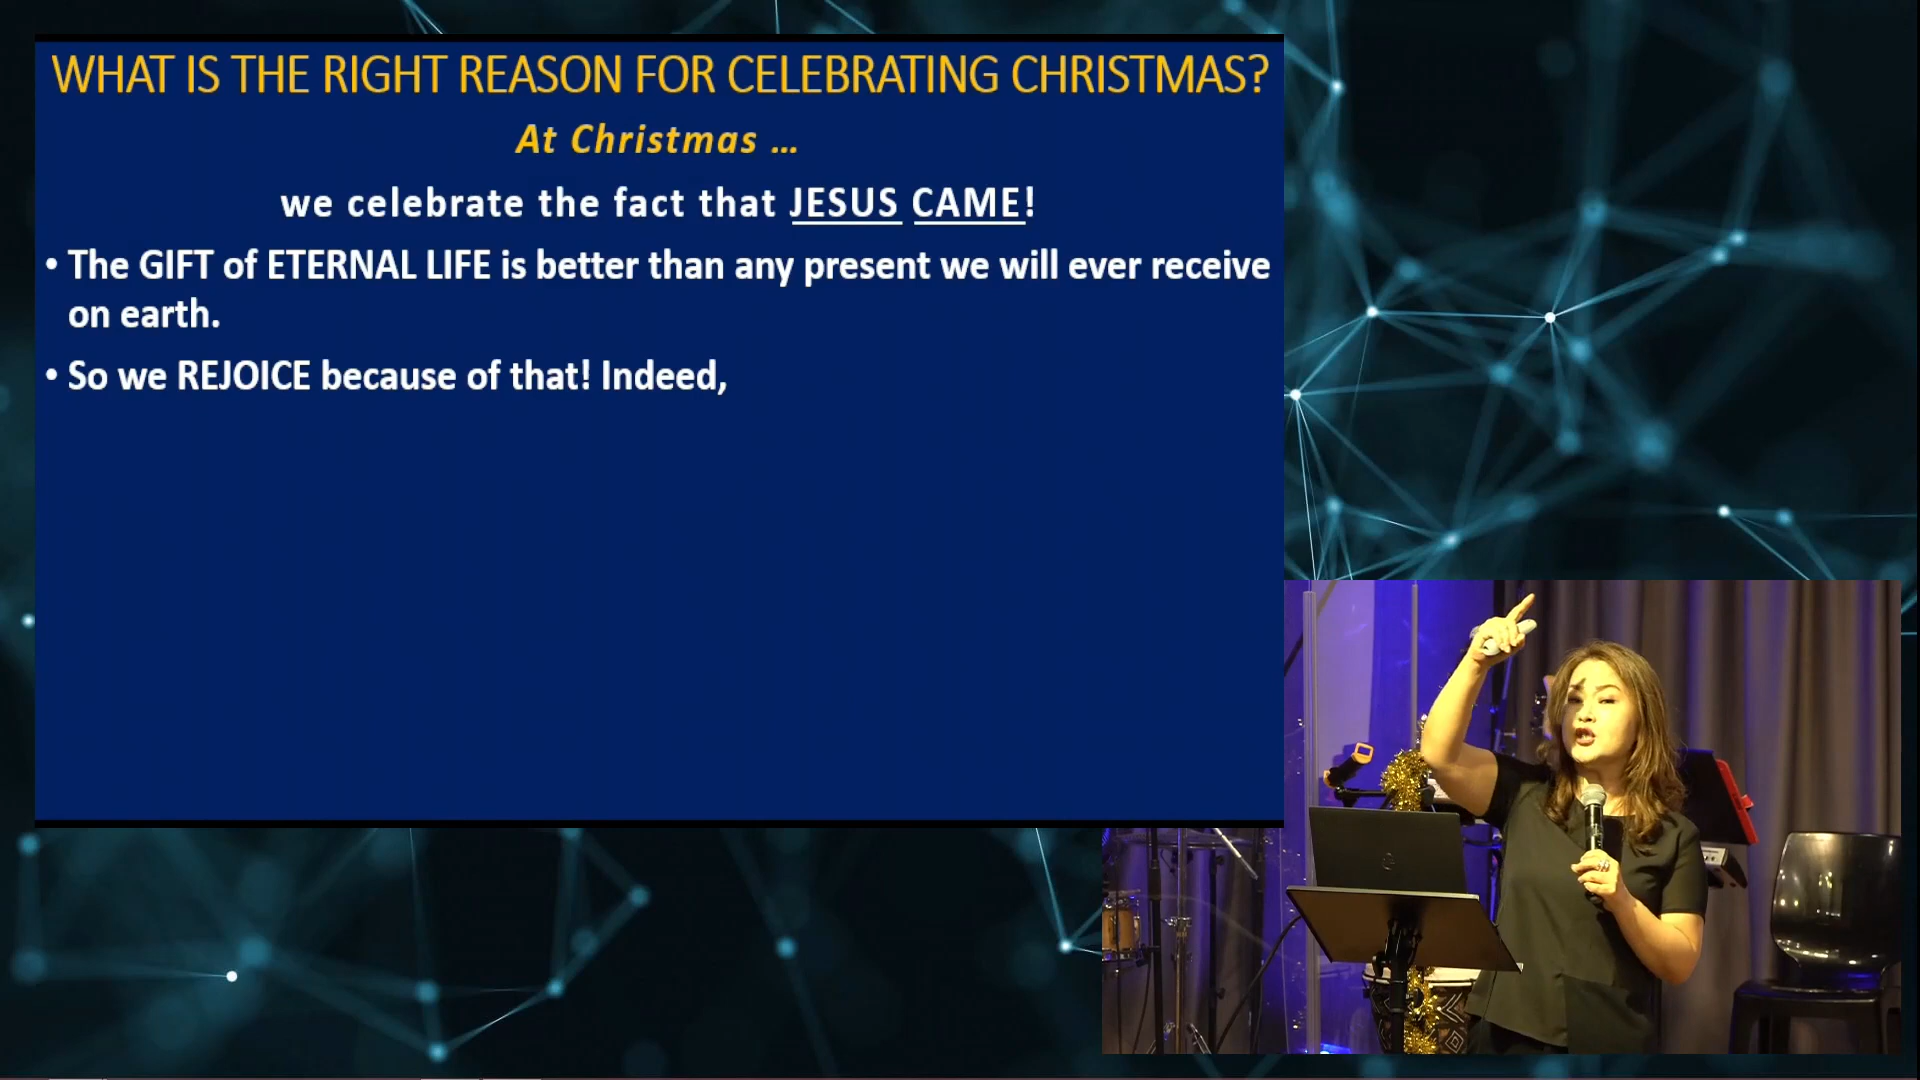 WHAT IS THE RIGHT REASON FOR CELEBRATING CHRISTMAS?
At Christmas …
we celebrate the fact that JESUS CAME!
• The GIFT of ETERNAL LIFE is better than any present we will ever receive
on earth.
• So we REJOICE because of that! Indeed,